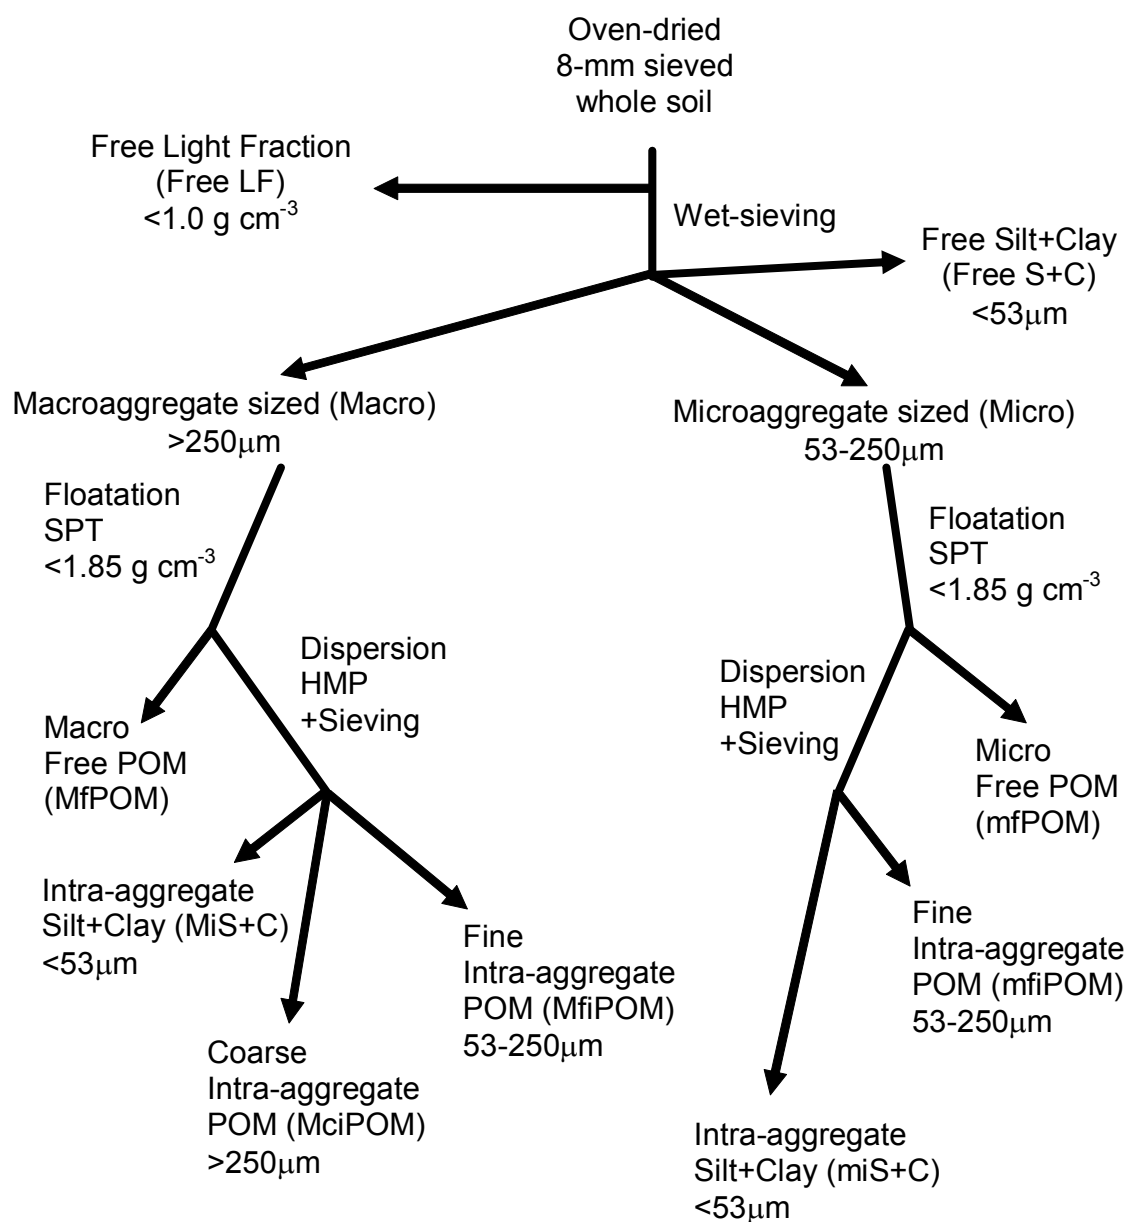 Oven-dried
8-mm sieved
whole soil
Free Light Fraction
(Free LF)
<1.0 g cm⁻³
Wet-sieving
Free Silt+Clay
(Free S+C)
<53μm
Macroaggregate sized (Macro)
>250μm
Microaggregate sized (Micro)
53-250μm
Floatation
SPT
<1.85 g cm⁻³
Floatation
SPT
<1.85 g cm⁻³
Dispersion
HMP
+Sieving
Dispersion
HMP
+Sieving
Macro
Free POM
(MfPOM)
Micro
Free POM
(mfPOM)
Intra-aggregate
Silt+Clay (MiS+C)
<53μm
Fine
Intra-aggregate
POM (MfiPOM)
53-250μm
Fine
Intra-aggregate
POM (mfiPOM)
53-250μm
Coarse
Intra-aggregate
POM (MciPOM)
>250μm
Intra-aggregate
Silt+Clay (miS+C)
<53μm